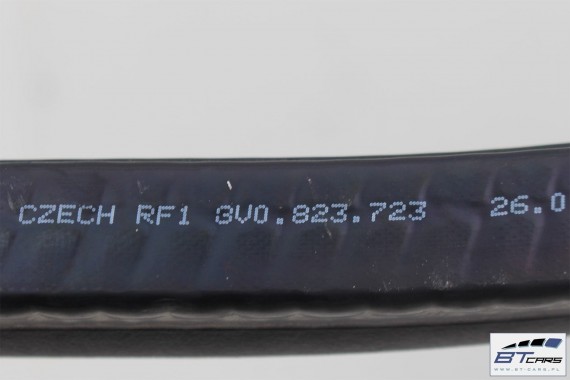 CZECH RF1 3V0.823.723 26.0
BT CARS
WWW.BT-CARS.PL